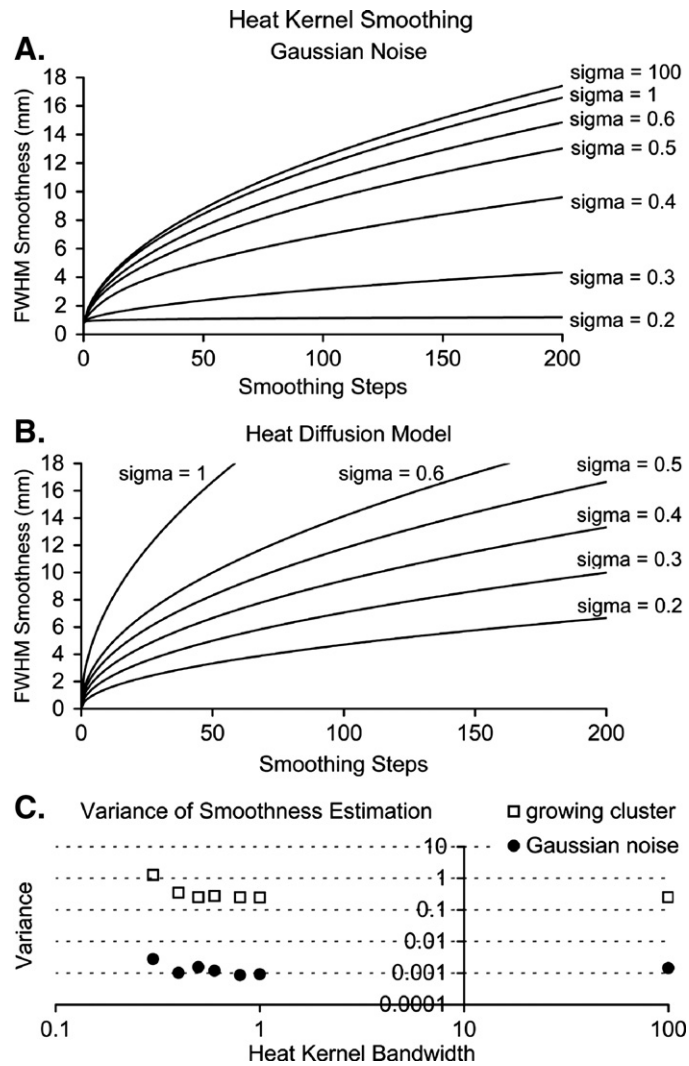 Heat Kernel Smoothing
A.
Gaussian Noise
FWHM Smoothness (mm)
18
16
14
12
10
8
6
4
2
0
sigma = 100
sigma = 1
sigma = 0.6
sigma = 0.5
sigma = 0.4
sigma = 0.3
sigma = 0.2
0 50 100 150 200
Smoothing Steps
B.
Heat Diffusion Model
FWHM Smoothness (mm)
18
16
14
12
10
8
6
4
2
0
sigma = 1
sigma = 0.6
sigma = 0.5
sigma = 0.4
sigma = 0.3
sigma = 0.2
0 50 100 150 200
Smoothing Steps
C.
Variance of Smoothness Estimation
growing cluster
Gaussian noise
Variance
10
1
0.1
0.01
0.001
0.0001
0.1 1 10 100
Heat Kernel Bandwidth